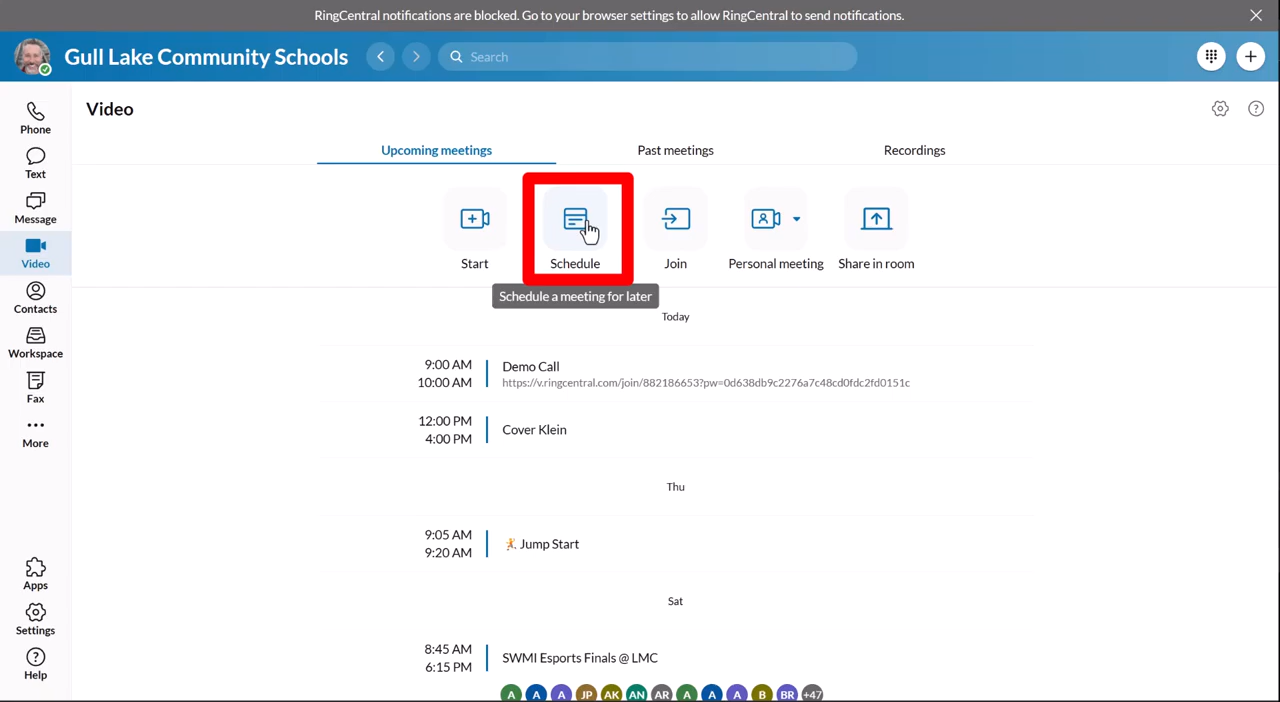 RingCentral notifications are blocked. Go to your browser settings to allow RingCentral to send notifications.
Gull Lake Community Schools
Search
Phone
Text
Message
Video
Contacts
Workspace
Fax
More
Apps
Settings
Help
Video
Upcoming meetings
Past meetings
Recordings
Start
Schedule
Join
Personal meeting
Share in room
Schedule a meeting for later
Today
9:00 AM
10:00 AM
Demo Call
https://v.ringcentral.com/join/882186653?pw=0d638db9c2276a7c48cd0fdc2fd0151c
12:00 PM
4:00 PM
Cover Klein
Thu
9:05 AM
9:20 AM
🤾 Jump Start
Sat
8:45 AM
6:15 PM
SWMI Esports Finals @ LMC
A A A JP AK AN AR A A A B BR +47